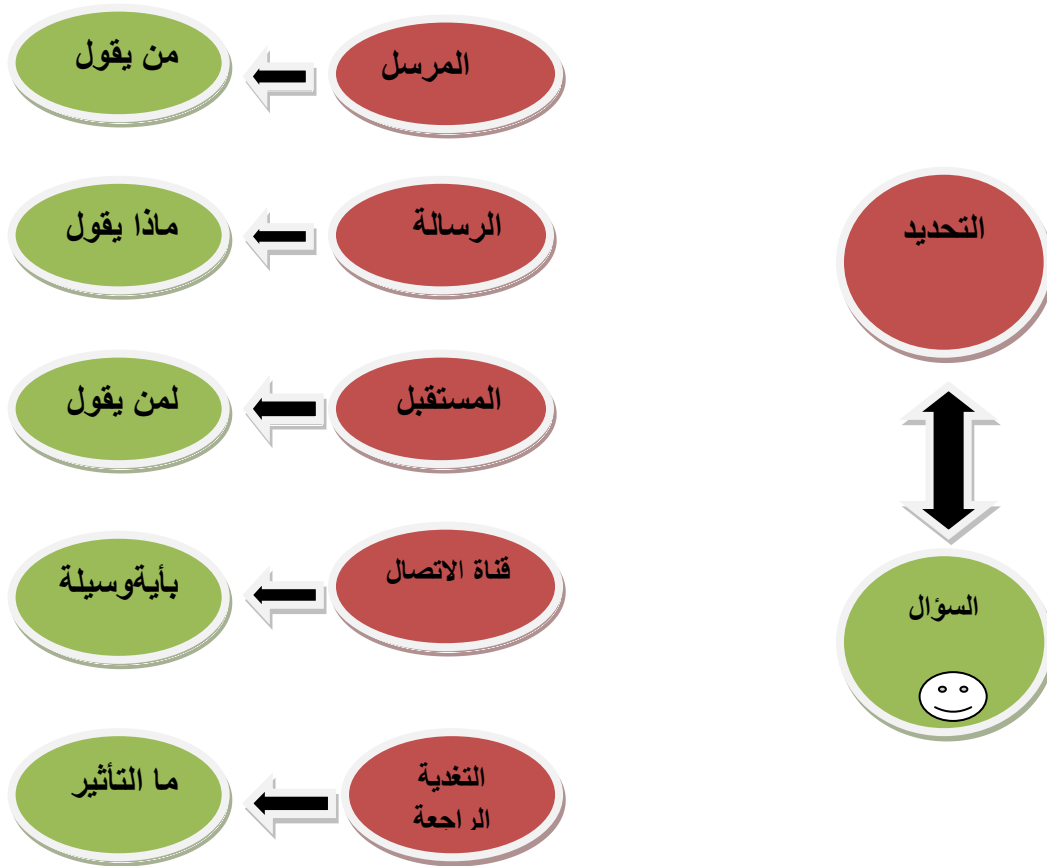 المرسل
من يقول
الرسالة
ماذا يقول
التحديد
المستقبل
لمن يقول
قناة الاتصال
بأيةوسيلة
السؤال
التغدية
الراجعة
ما التأثير